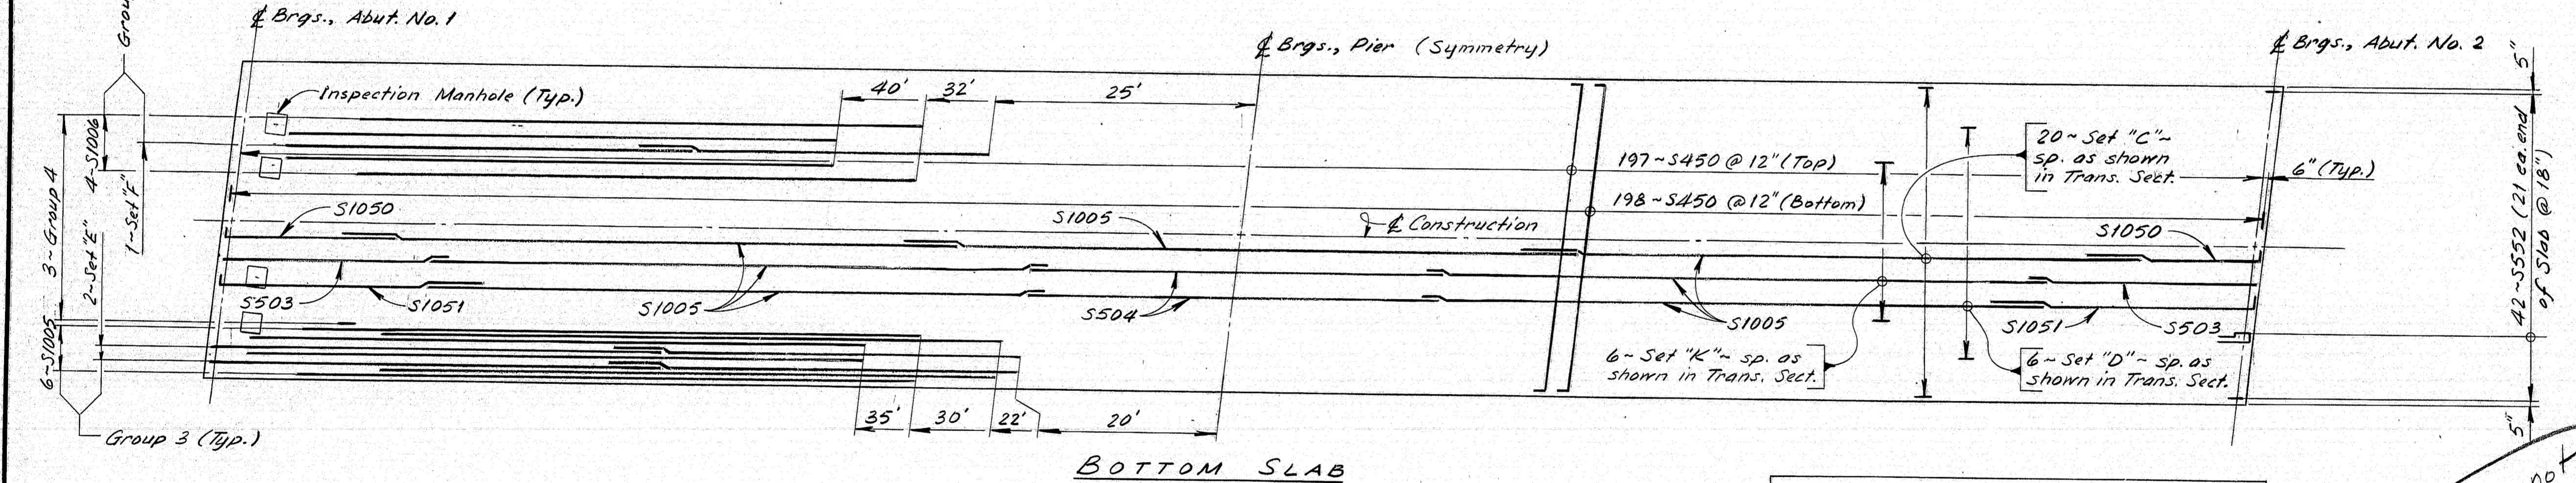 Grou
℄ Brgs., Abut. No. 1
℄ Brgs., Pier (Symmetry)
℄ Brgs., Abut. No. 2
5"
Inspection Manhole (Typ.)
40'
32'
25'
3~Group 4
2~Set "E"
4-S1006
1~Set "F"
6-S1005
20~Set "C"~
sp. as shown
in Trans. Sect.
197~S450 @ 12" (Top)
6" (Typ.)
198~S450 @ 12" (Bottom)
42~S552 (21 ea. end
of Slab @ 18")
S1050
S1005
℄ Construction
S1050
S503
S1051
S1005
S504
S1005
S1051
S503
6~Set "K"~ sp. as
shown in Trans. Sect.
6~Set "D"~ sp. as
shown in Trans. Sect.
35'
30'
22'
20'
5"
Group 3 (Typ.)
BOTTOM SLAB
not